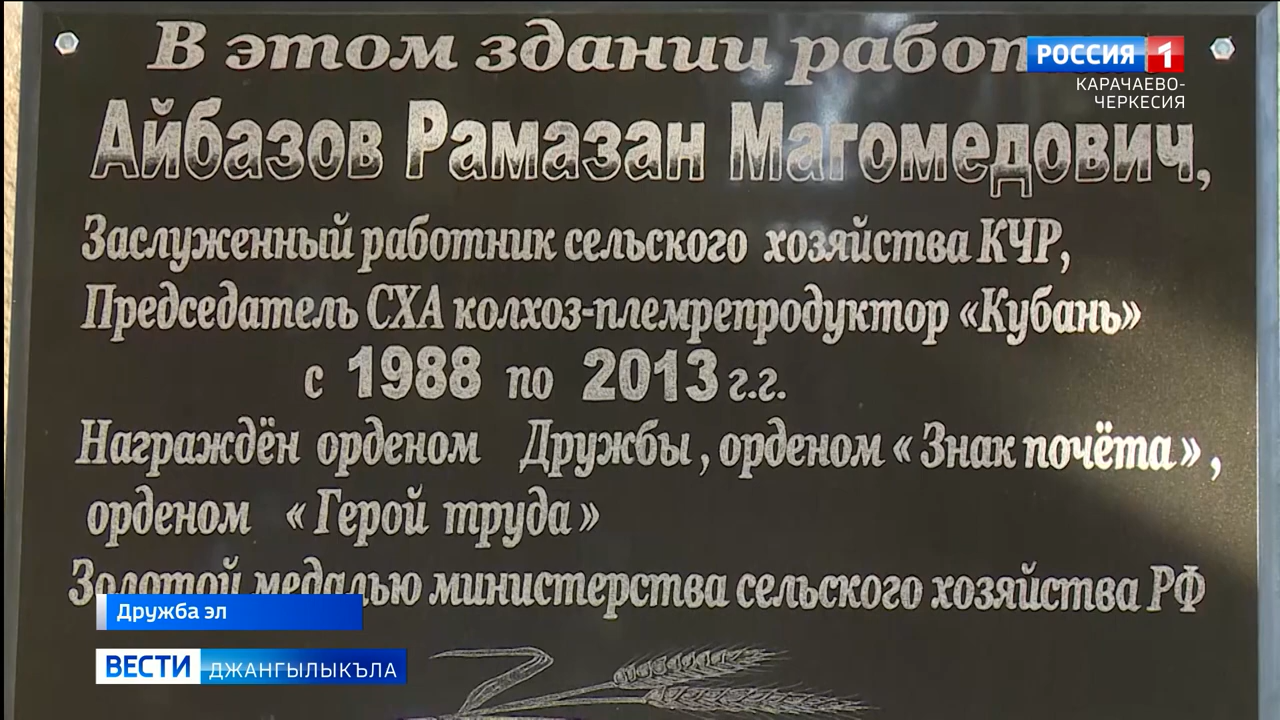 В этом здании рабо
РОССИЯ 1
КАРАЧАЕВО-
ЧЕРКЕСИЯ
Айбазов Рамазан Магомедович,
Заслуженный работник сельского хозяйства КЧР,
Председатель СХА колхоз-племрепродуктор «Кубань»
с 1988 по 2013 г.г.
Награждён орденом Дружбы, орденом «Знак почёта»,
орденом «Герой труда»
Золотой медалью министерства сельского хозяйства РФ
Дружба эл
ВЕСТИ ДЖАНГЫЛЫКЪЛА